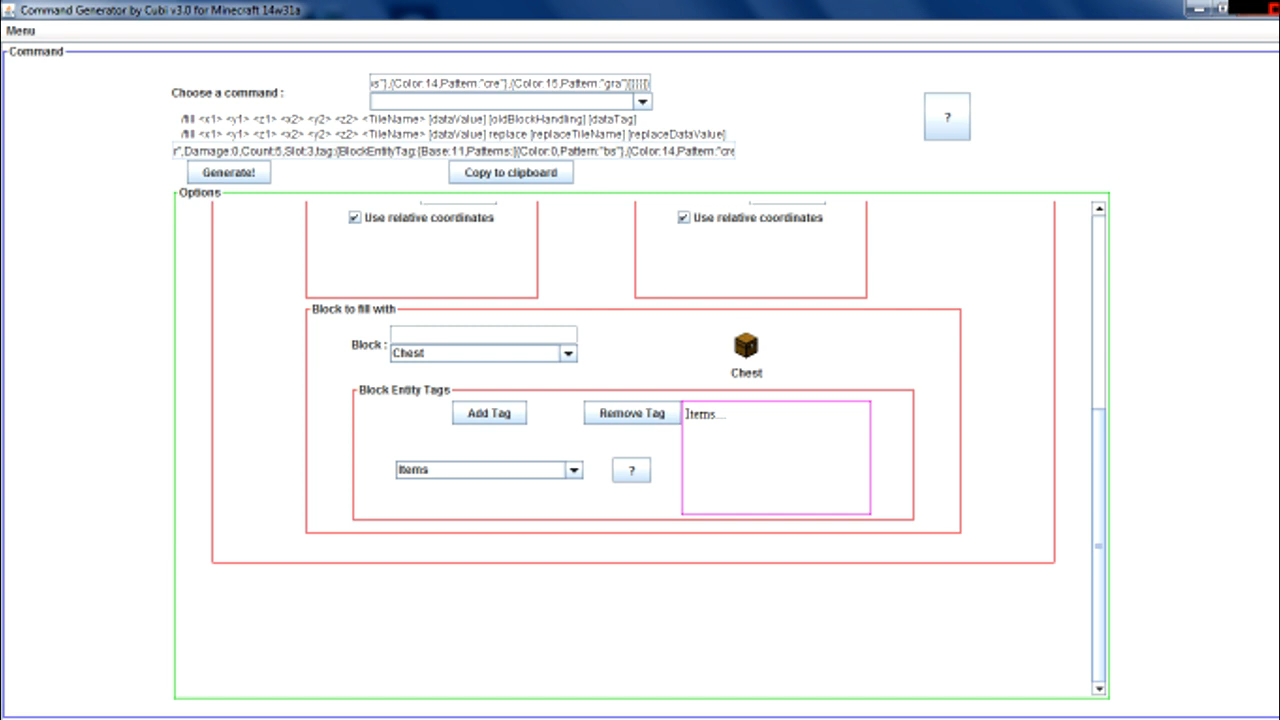 Command Generator by Cubi v3.0 for Minecraft 14w31a
Menu
Command
Choose a command :
's"},{Color:14,Pattern:"cre"},{Color:15,Pattern:"gra"}]}}]}
/fill <x1> <y1> <z1> <x2> <y2> <z2> <TileName> [dataValue] [oldBlockHandling] [dataTag]
/fill <x1> <y1> <z1> <x2> <y2> <z2> <TileName> [dataValue] replace [replaceTileName] [replaceDataValue]
r",Damage:0,Count:5,Slot:3,tag:{BlockEntityTag:{Base:11,Patterns:[{Color:0,Pattern:"bs"},{Color:14,Pattern:"cre
?
Generate!
Copy to clipboard
Options
Use relative coordinates
Use relative coordinates
Block to fill with
Block :
Chest
Chest
Block Entity Tags
Add Tag
Remove Tag
Items...
Items
?